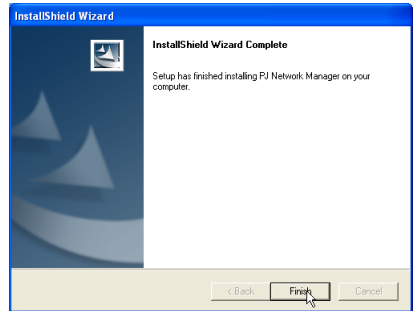 InstallShield Wizard
InstallShield Wizard Complete
Setup has finished installing PJ Network Manager on your
computer.
< Back
Finish
Cancel